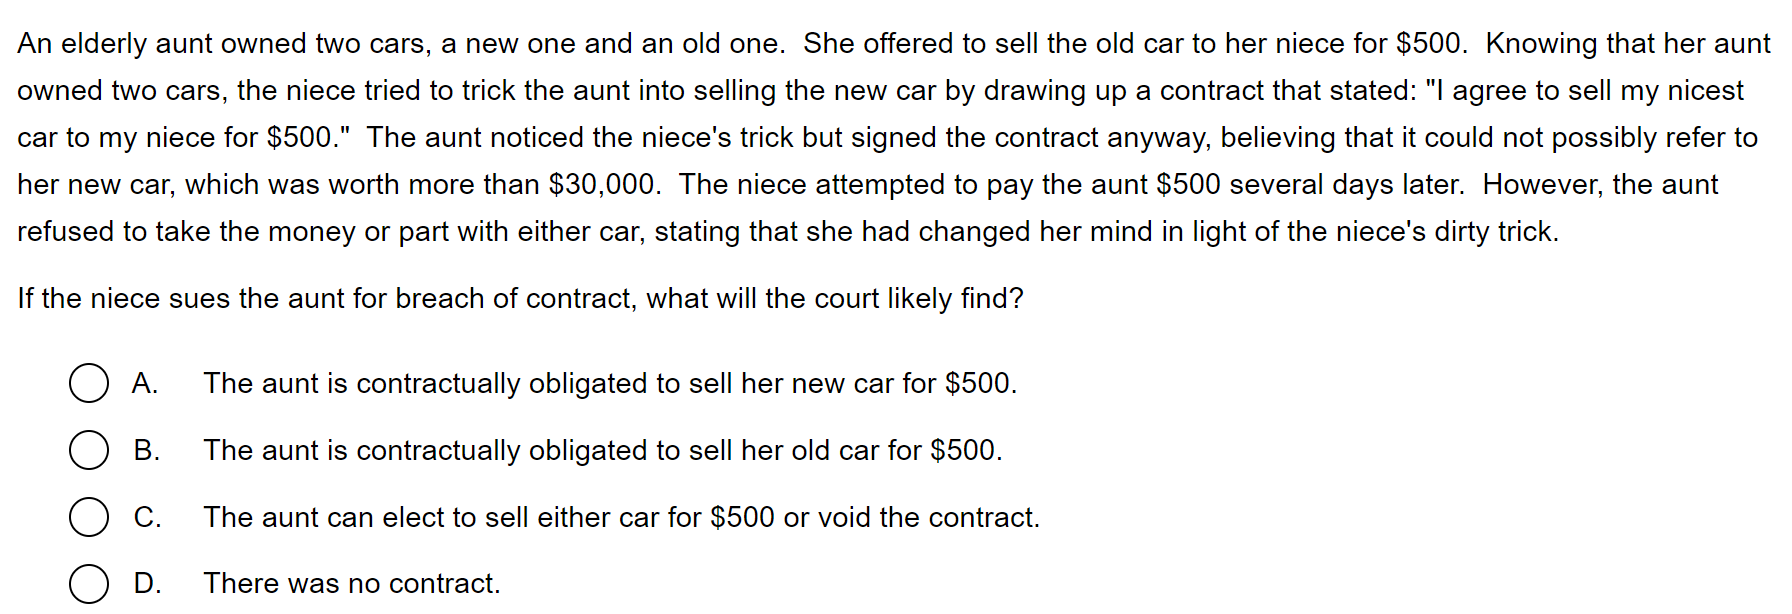 An elderly aunt owned two cars, a new one and an old one.  She offered to sell the old car to her niece for $500.  Knowing that her aunt
owned two cars, the niece tried to trick the aunt into selling the new car by drawing up a contract that stated: "I agree to sell my nicest
car to my niece for $500."  The aunt noticed the niece's trick but signed the contract anyway, believing that it could not possibly refer to
her new car, which was worth more than $30,000.  The niece attempted to pay the aunt $500 several days later.  However, the aunt
refused to take the money or part with either car, stating that she had changed her mind in light of the niece's dirty trick.
If the niece sues the aunt for breach of contract, what will the court likely find?
A. The aunt is contractually obligated to sell her new car for $500.
B. The aunt is contractually obligated to sell her old car for $500.
C. The aunt can elect to sell either car for $500 or void the contract.
D. There was no contract.